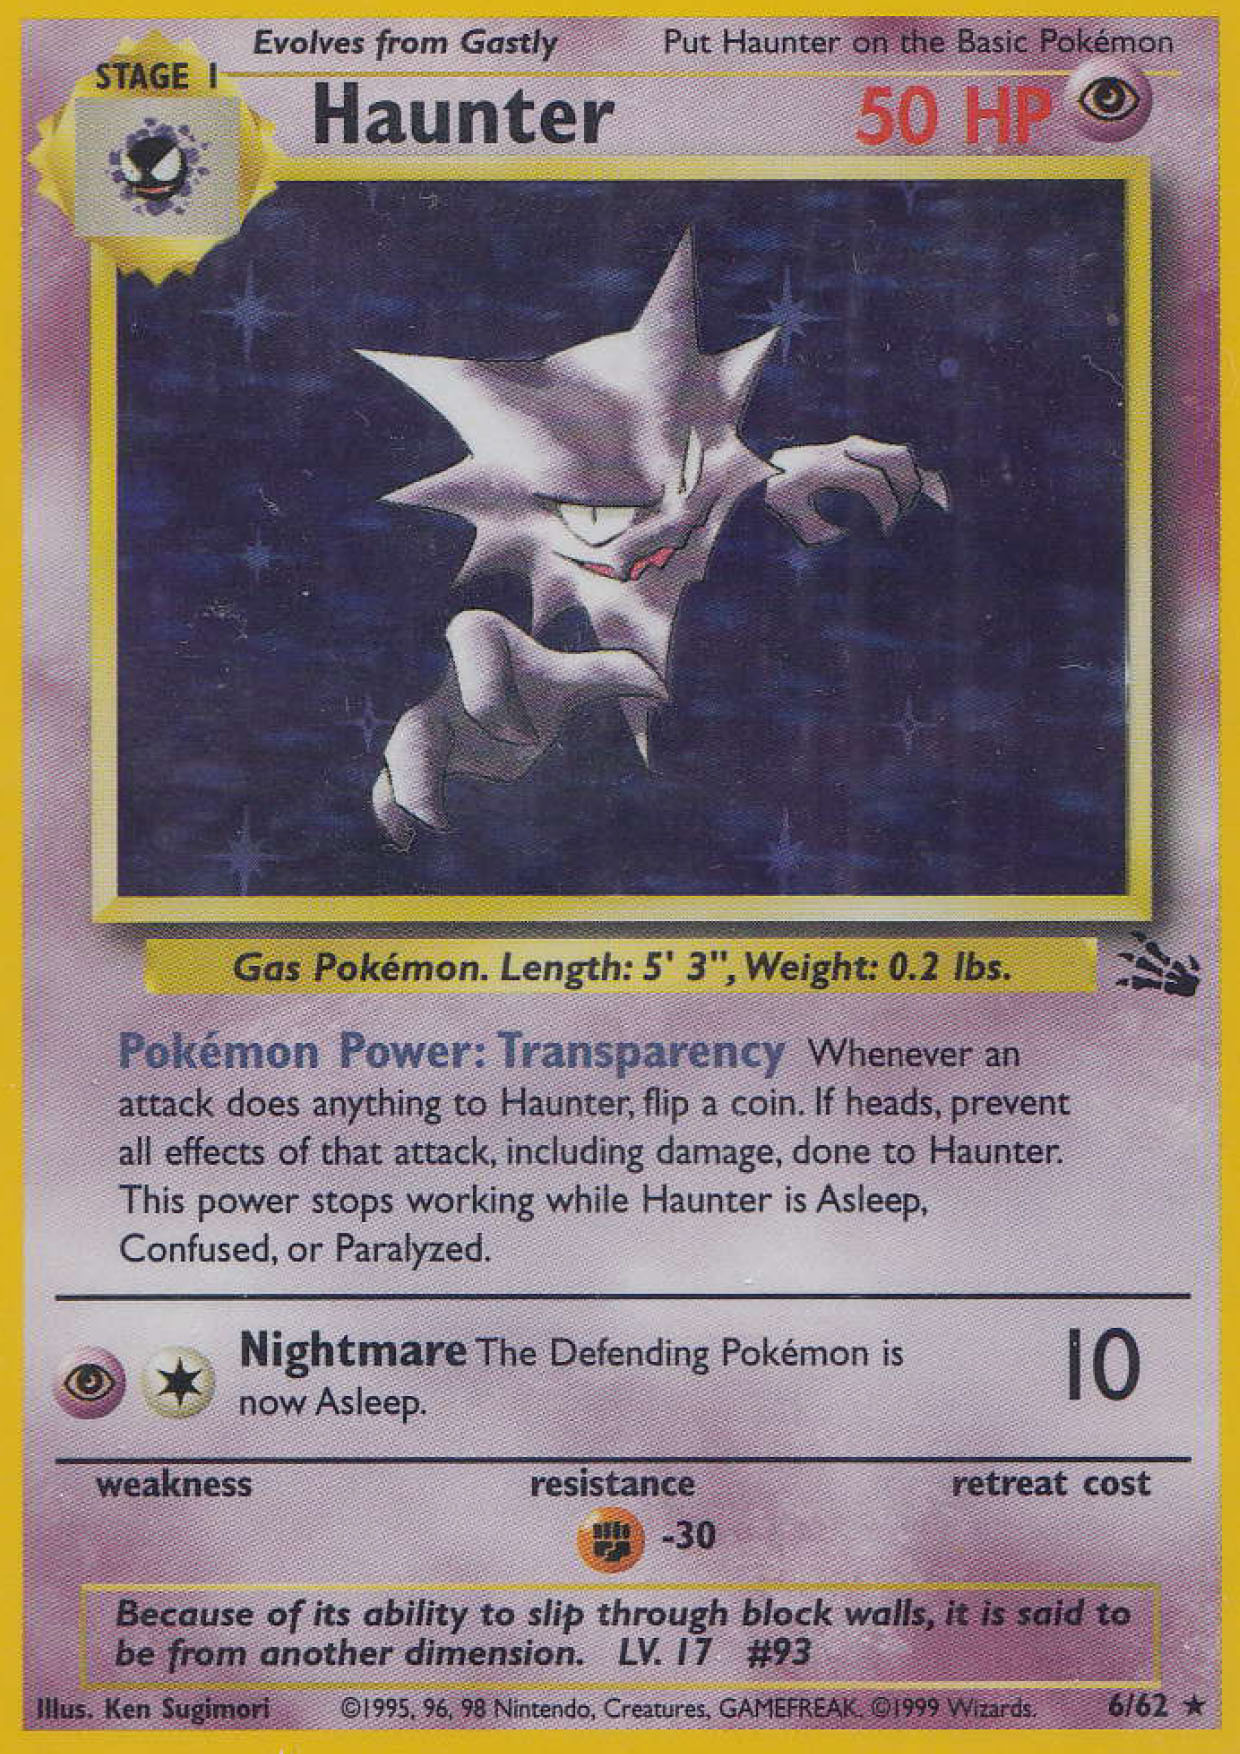 Evolves from Gastly Put Haunter on the Basic Pokémon
STAGE 1
Haunter 50 HP
Gas Pokémon. Length: 5' 3", Weight: 0.2 lbs.
Pokémon Power: Transparency Whenever an
attack does anything to Haunter, flip a coin. If heads, prevent
all effects of that attack, including damage, done to Haunter.
This power stops working while Haunter is Asleep,
Confused, or Paralyzed.
Nightmare The Defending Pokémon is
now Asleep.
10
weakness resistance retreat cost
-30
Because of its ability to slip through block walls, it is said to
be from another dimension. LV. 17 #93
Illus. Ken Sugimori ©1995, 96, 98 Nintendo, Creatures, GAMEFREAK. ©1999 Wizards. 6/62 ★